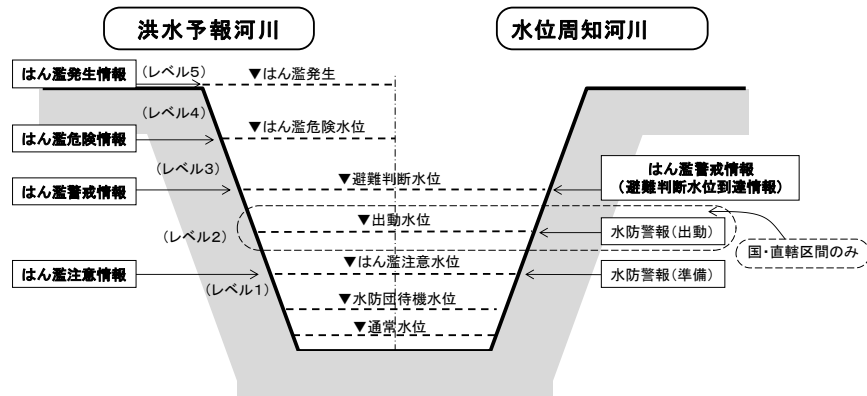 洪水予報河川
水位周知河川
はん濫発生情報
(レベル5)
▼はん濫発生
(レベル4)
はん濫危険情報
▼はん濫危険水位
(レベル3)
はん濫警戒情報
▼避難判断水位
はん濫警戒情報
(避難判断水位到達情報)
▼出動水位
(レベル2)
水防警報(出動)
国・直轄区間のみ
はん濫注意情報
▼はん濫注意水位
水防警報(準備)
(レベル1)
▼水防団待機水位
▼通常水位